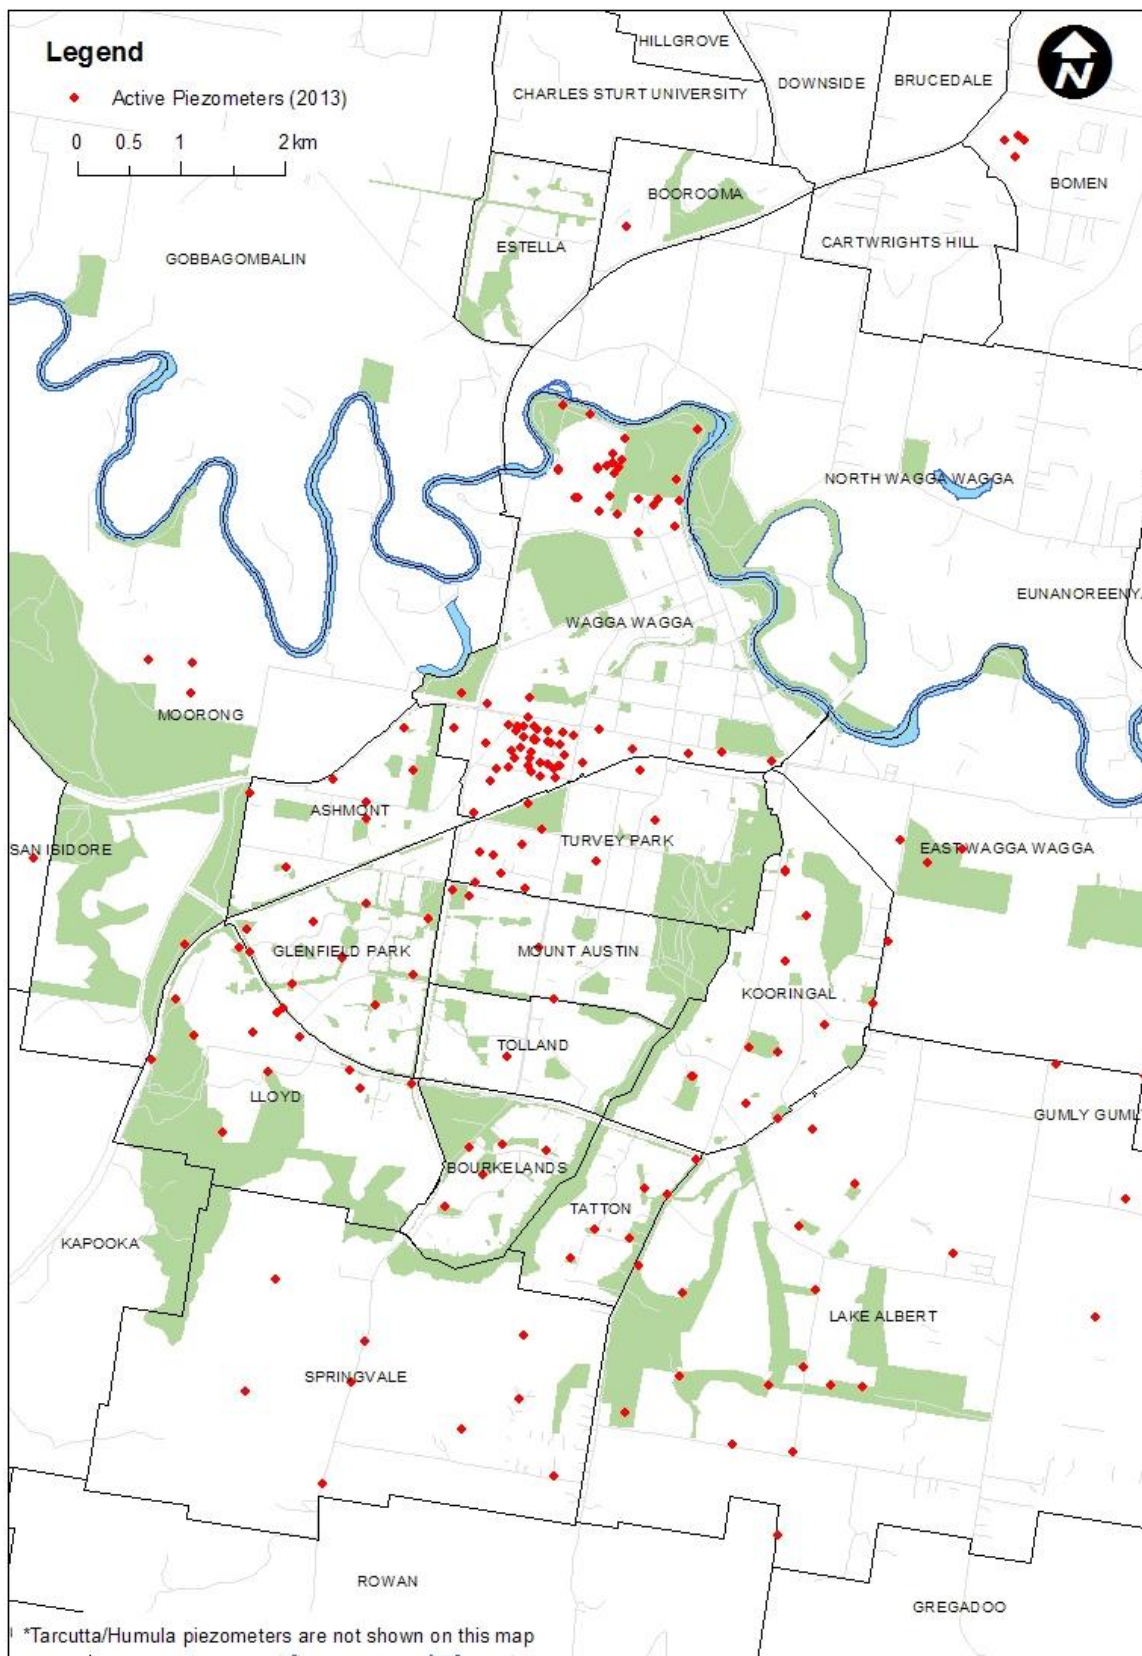 HILLGROVE
Legend
DOWNSIDE
BRUCEDALE
CHARLES STURT UNIVERSITY
Active Piezometers (2013)
0 0.5 1 2 km
N
BOMEN
BOOROOMA
CARTWRIGHTS HILL
ESTELLA
GOBBAGOMBALIN
NORTH WAGGA WAGGA
EUNANOREENYA
WAGGA WAGGA
MOORONG
ASHMONT
TURVEY PARK
SAN ISIDORE
EAST WAGGA WAGGA
GLENFIELD PARK
MOUNT AUSTIN
KOORINGAL
TOLLAND
LLOYD
GUMLY GUML
BOURKELANDS
TATTON
KAPOOKA
LAKE ALBERT
SPRINGVALE
ROWAN
GREGADOO
*Tarcutta/Humula piezometers are not shown on this map